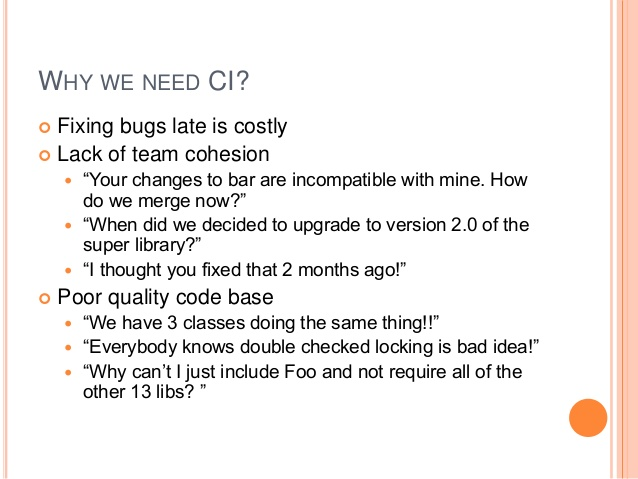 WHY WE NEED CI?
Fixing bugs late is costly
Lack of team cohesion
“Your changes to bar are incompatible with mine. How
do we merge now?”
“When did we decided to upgrade to version 2.0 of the
super library?”
“I thought you fixed that 2 months ago!”
Poor quality code base
“We have 3 classes doing the same thing!!”
“Everybody knows double checked locking is bad idea!”
“Why can’t I just include Foo and not require all of the
other 13 libs? ”